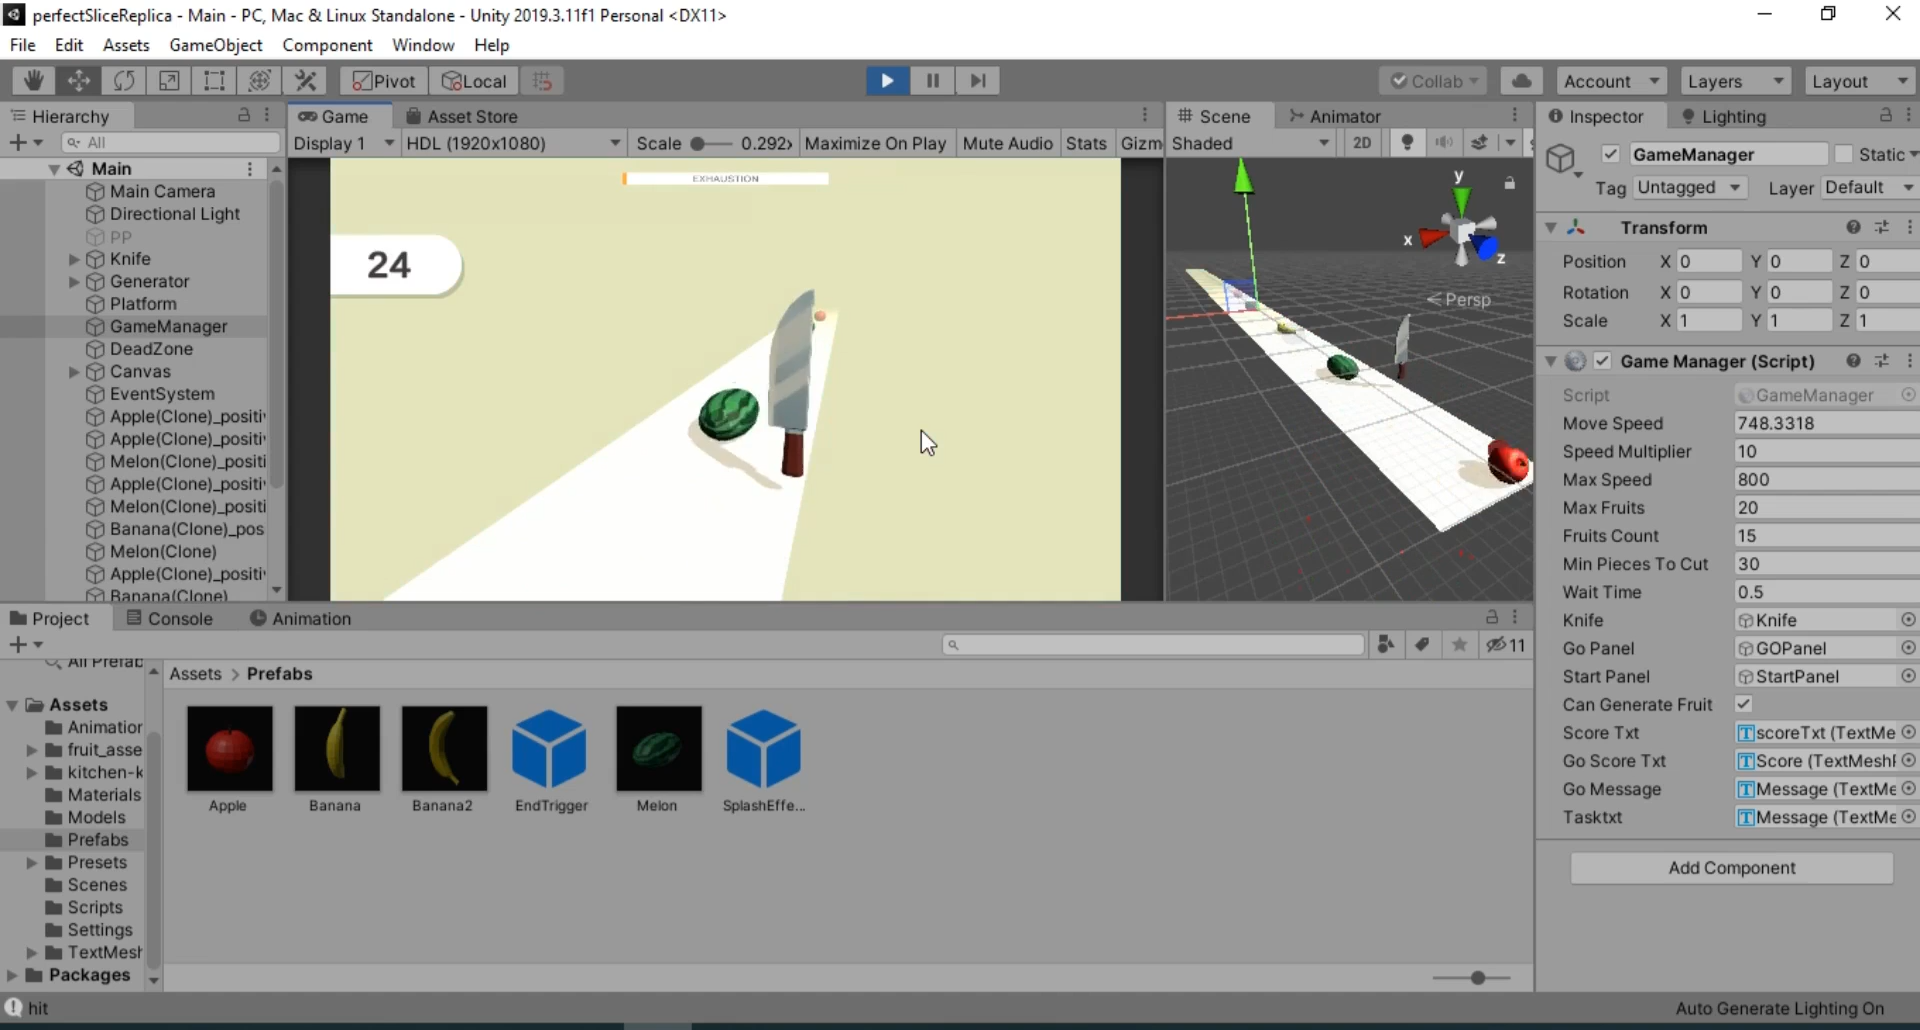 perfectSliceReplica - Main - PC, Mac & Linux Standalone - Unity 2019.3.11f1 Personal <DX11>
File Edit Assets GameObject Component Window Help
Pivot Local Collab Account Layers Layout
Hierarchy Game Asset Store Scene Animator Inspector Lighting
All Display 1 HDL (1920x1080) Scale 0.292x Maximize On Play Mute Audio Stats Gizm Shaded 2D
Main
Main Camera
Directional Light
PP
Knife
Generator
Platform
GameManager
DeadZone
Canvas
EventSystem
Apple(Clone)_positi
Apple(Clone)_positi
Melon(Clone)_positi
Apple(Clone)_positi
Melon(Clone)_positi
Banana(Clone)_pos
Melon(Clone)
Apple(Clone)_positi
Banana(Clone)
EXHAUSTION
24
y
x
z
Persp
GameManager Static
Tag Untagged Layer Default
Transform
Position X 0 Y 0 Z 0
Rotation X 0 Y 0 Z 0
Scale X 1 Y 1 Z 1
Game Manager (Script)
Script GameManager
Move Speed 748.3318
Speed Multiplier 10
Max Speed 800
Max Fruits 20
Fruits Count 15
Min Pieces To Cut 30
Wait Time 0.5
Knife Knife
Go Panel GOPanel
Start Panel StartPanel
Can Generate Fruit
Score Txt scoreTxt (TextMe
Go Score Txt Score (TextMeshP
Go Message Message (TextMe
Tasktxt Message (TextMe
Add Component
Project Console Animation
11
All Prefab
Assets
Animation
fruit_asse
kitchen-k
Materials
Models
Prefabs
Presets
Scenes
Scripts
Settings
TextMesh
Packages
Assets > Prefabs
Apple Banana Banana2 EndTrigger Melon SplashEffe...
hit
Auto Generate Lighting On